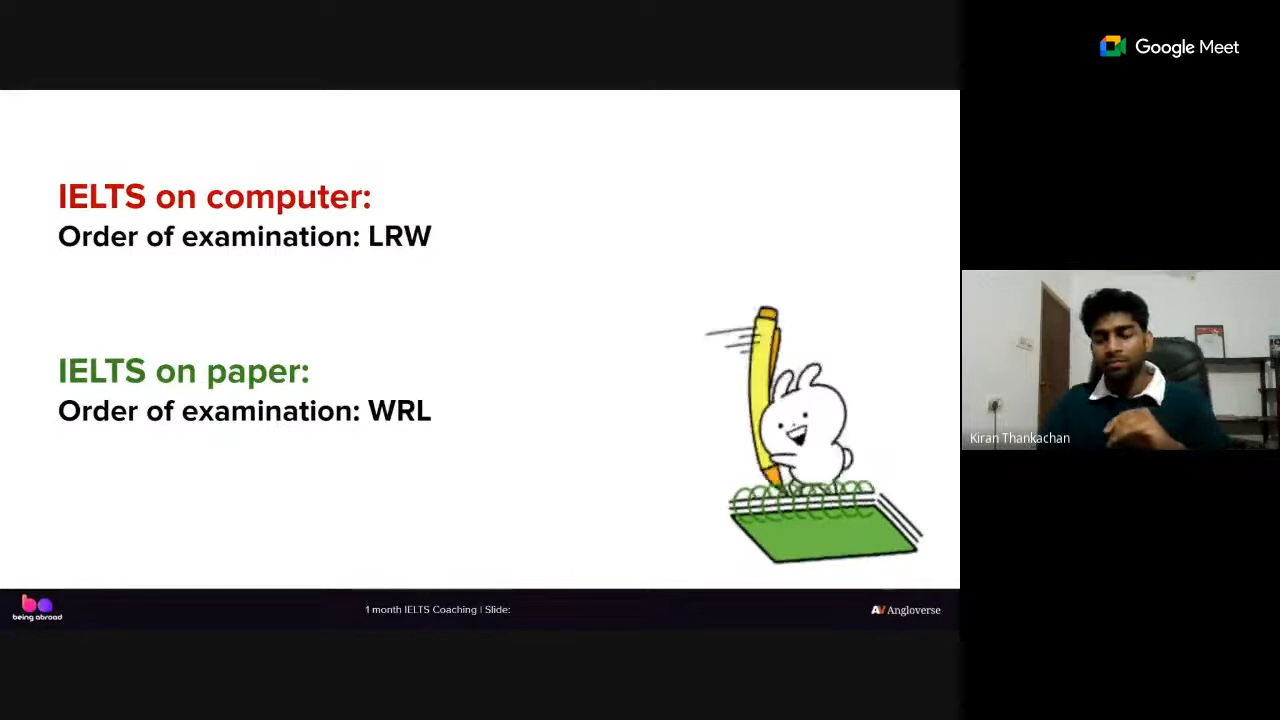 Google Meet
IELTS on computer:
Order of examination: LRW
IELTS on paper:
Order of examination: WRL
Kiran Thankachan
being abroad
1 month IELTS Coaching | Slide:
AV Angloverse